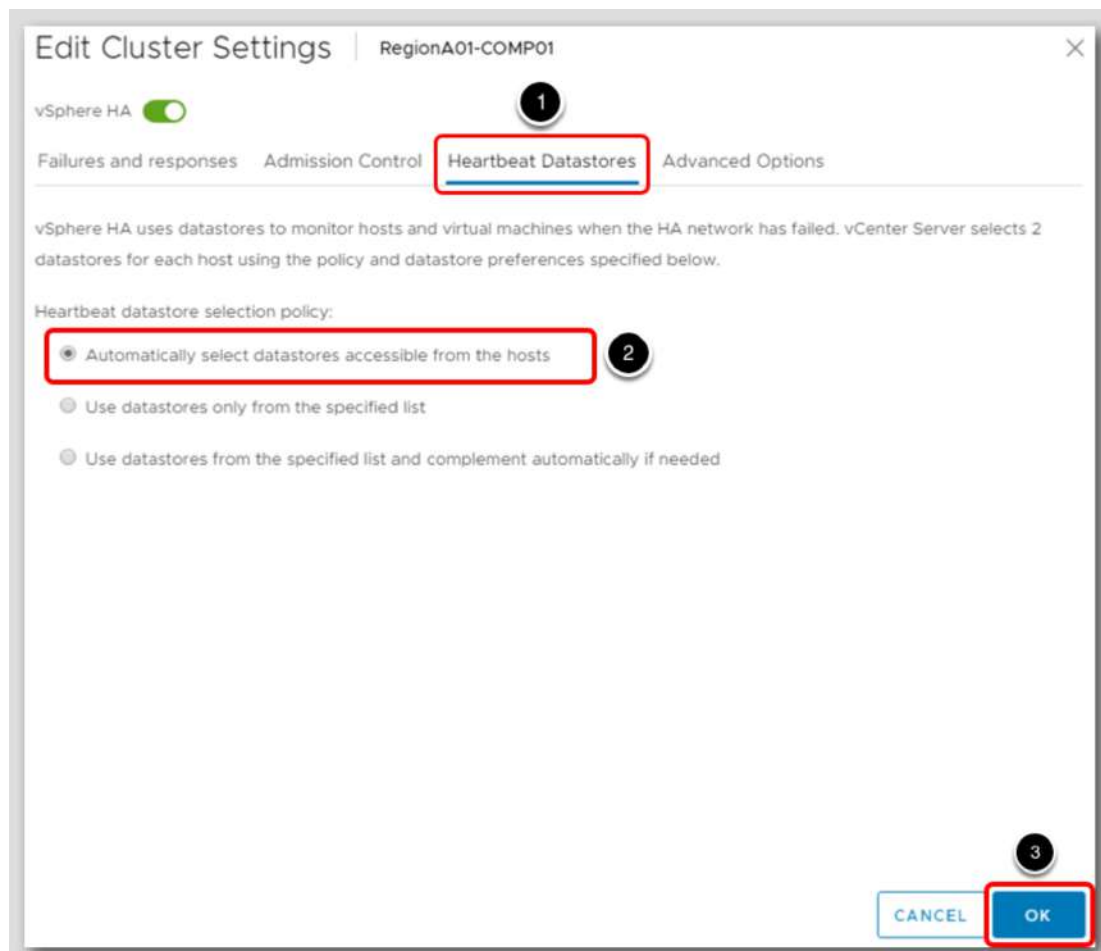 Edit Cluster Settings RegionA01-COMP01
vSphere HA
1
Failures and responses Admission Control Heartbeat Datastores Advanced Options
vSphere HA uses datastores to monitor hosts and virtual machines when the HA network has failed. vCenter Server selects 2
datastores for each host using the policy and datastore preferences specified below.
Heartbeat datastore selection policy:
Automatically select datastores accessible from the hosts 2
Use datastores only from the specified list
Use datastores from the specified list and complement automatically if needed
3
CANCEL OK